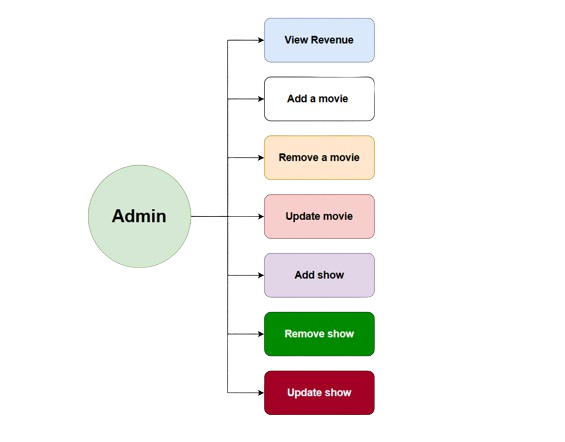 View Revenue
Add a movie
Remove a movie
Admin
Update movie
Add show
Remove show
Update show